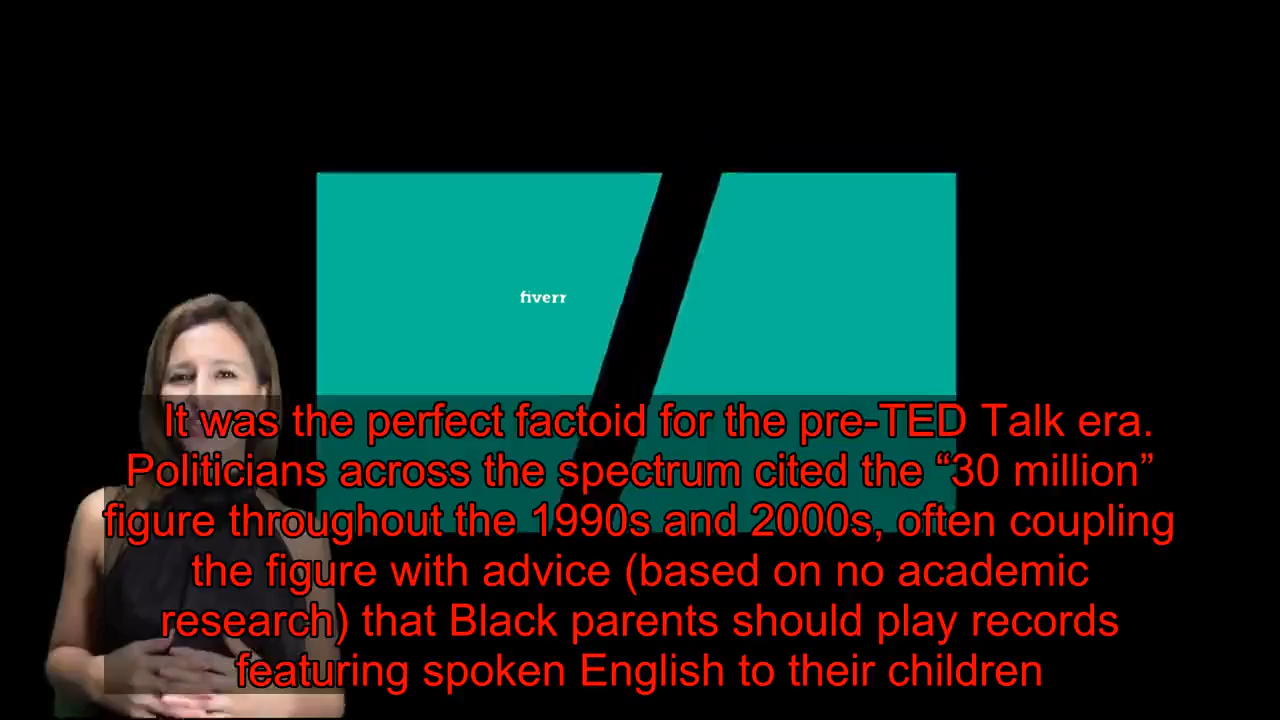 fiverr
It was the perfect factoid for the pre-TED Talk era.
Politicians across the spectrum cited the “30 million”
figure throughout the 1990s and 2000s, often coupling
the figure with advice (based on no academic
research) that Black parents should play records
featuring spoken English to their children